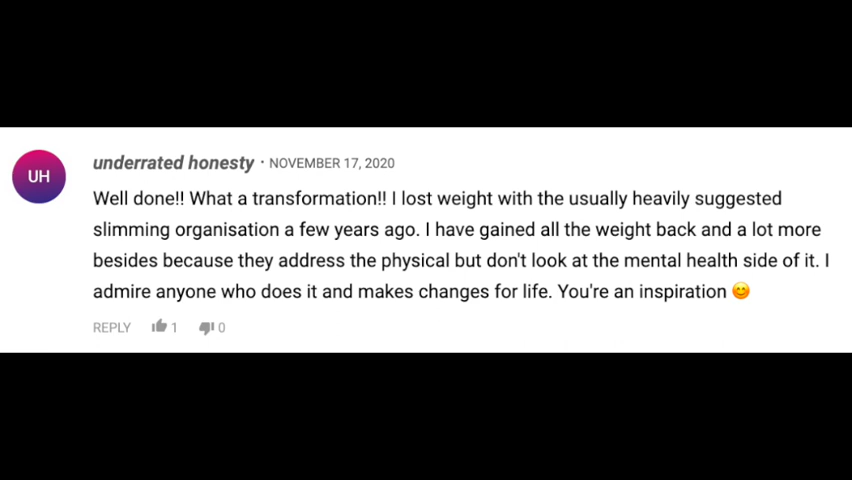 UH
underrated honesty · NOVEMBER 17, 2020
Well done!! What a transformation!! I lost weight with the usually heavily suggested
slimming organisation a few years ago. I have gained all the weight back and a lot more
besides because they address the physical but don't look at the mental health side of it. I
admire anyone who does it and makes changes for life. You're an inspiration 😊
REPLY 1 0